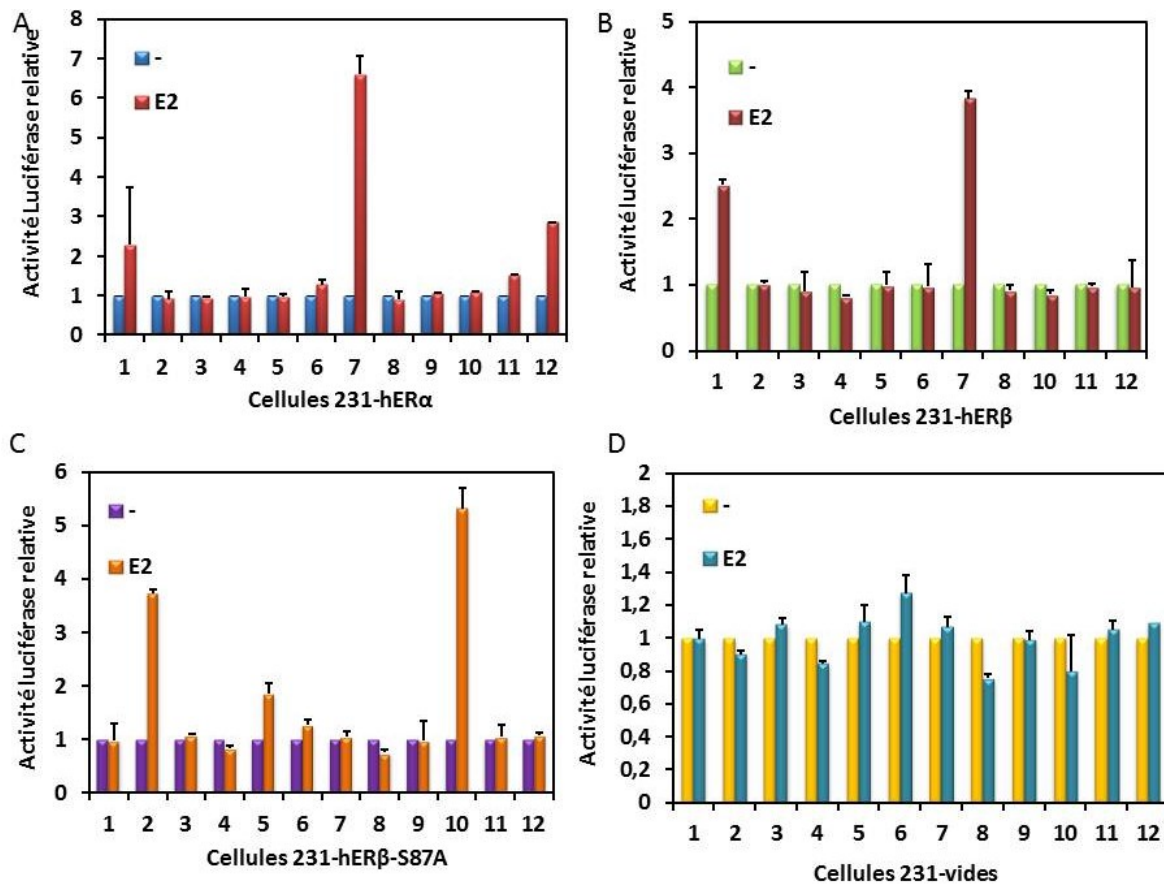 A
Activité Luciférase relative
8
7
6
5
4
3
2
1
0
-
E2
1 2 3 4 5 6 7 8 9 10 11 12
Cellules 231-hERα
B
Activité luciférase relative
5
4
3
2
1
0
-
E2
1 2 3 4 5 6 7 8 10 11 12
Cellules 231-hERβ
C
Activité luciférase relative
6
5
4
3
2
1
0
-
E2
1 2 3 4 5 6 7 8 9 10 11 12
Cellules 231-hERβ-S87A
D
Activité luciférase relative
2
1,8
1,6
1,4
1,2
1
0,8
0,6
0,4
0,2
0
-
E2
1 2 3 4 5 6 7 8 9 10 11 12
Cellules 231-vides